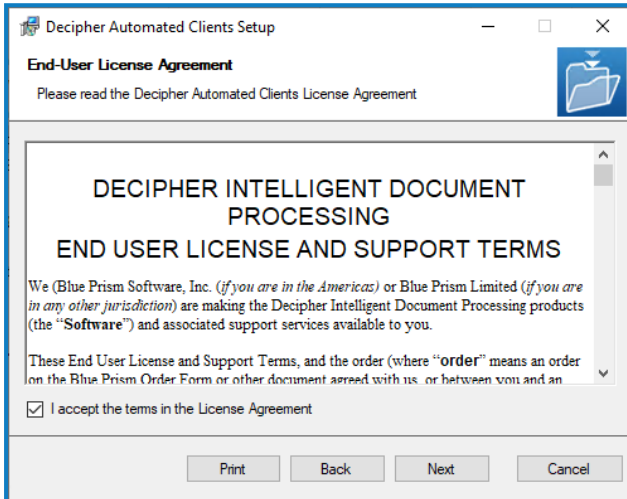 Decipher Automated Clients Setup
End-User License Agreement
Please read the Decipher Automated Clients License Agreement
DECIPHER INTELLIGENT DOCUMENT
PROCESSING
END USER LICENSE AND SUPPORT TERMS
We (Blue Prism Software, Inc. (if you are in the Americas) or Blue Prism Limited (if you are
in any other jurisdiction) are making the Decipher Intelligent Document Processing products
(the “Software”) and associated support services available to you.
These End User License and Support Terms, and the order (where “order” means an order
on the Blue Prism Order Form or other document agreed with us, or between you and an
I accept the terms in the License Agreement
Print Back Next Cancel